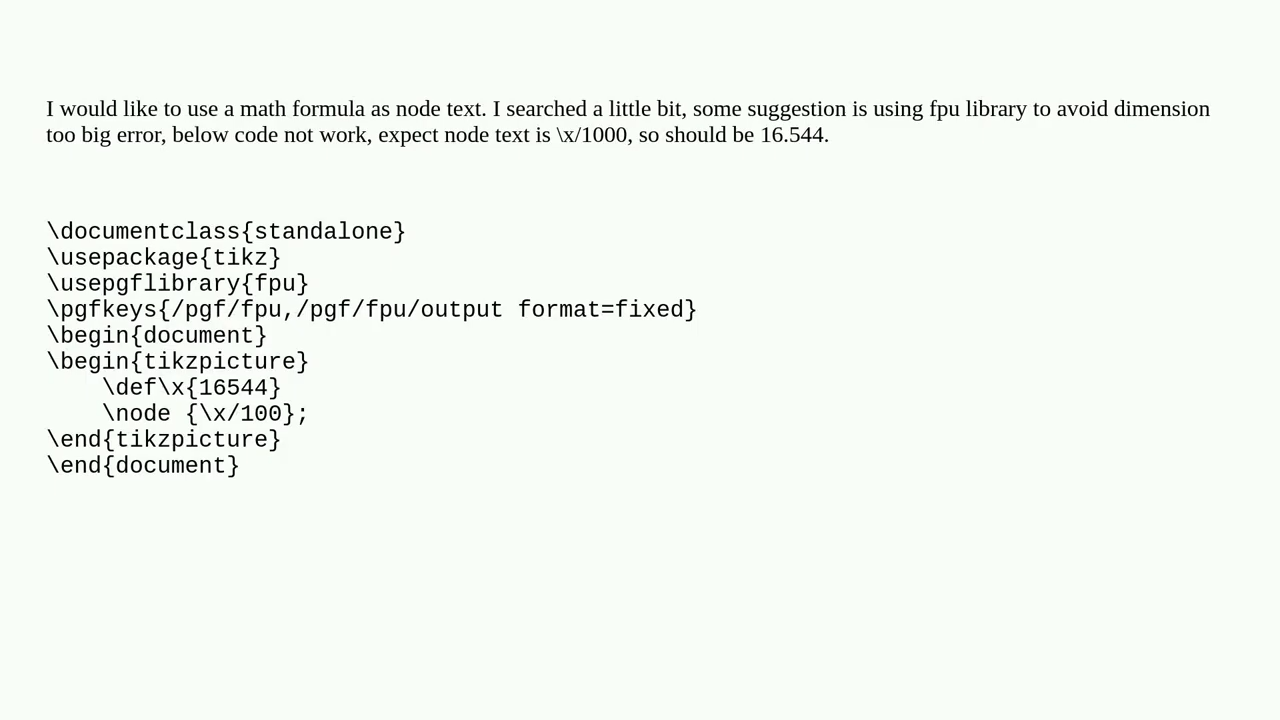 I would like to use a math formula as node text. I searched a little bit, some suggestion is using fpu library to avoid dimension
too big error, below code not work, expect node text is \x/1000, so should be 16.544.
\documentclass{standalone}
\usepackage{tikz}
\usepgflibrary{fpu}
\pgfkeys{/pgf/fpu,/pgf/fpu/output format=fixed}
\begin{document}
\begin{tikzpicture}
    \def\x{16544}
    \node {\x/100};
\end{tikzpicture}
\end{document}